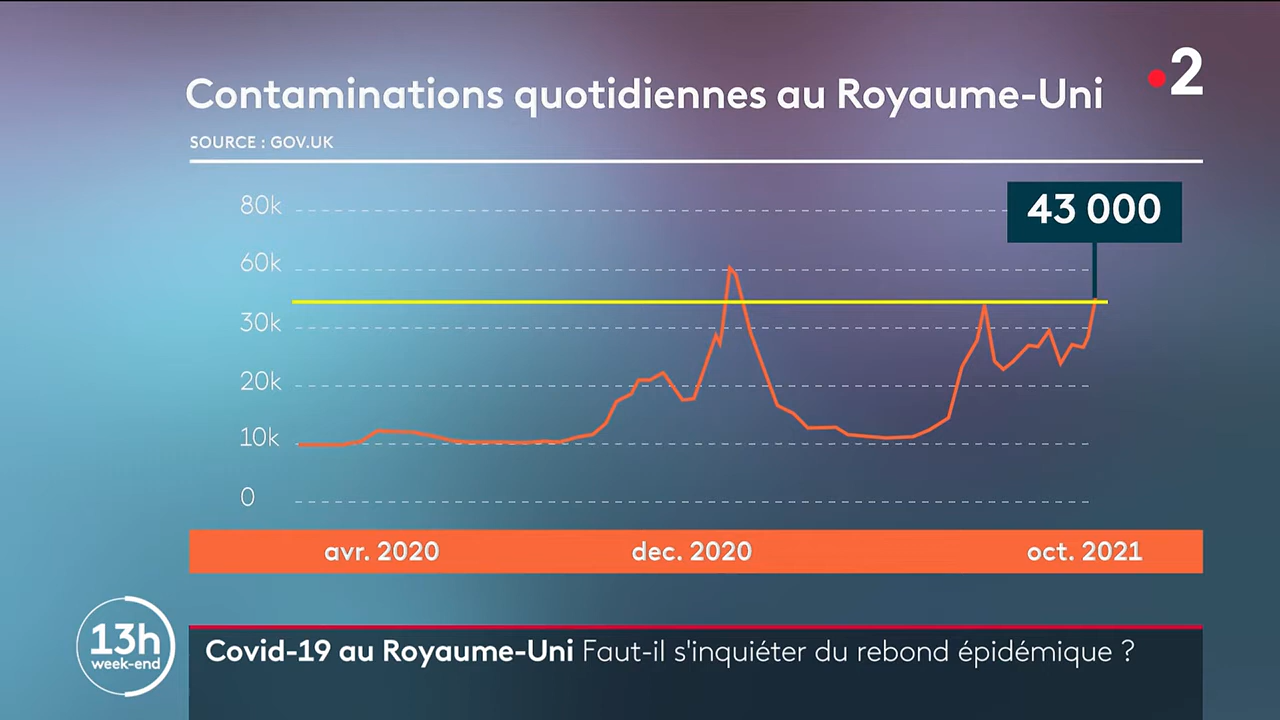 Contaminations quotidiennes au Royaume-Uni
2
SOURCE : GOV.UK
80k
43 000
60k
30k
20k
10k
0
avr. 2020
dec. 2020
oct. 2021
13h
week-end
Covid-19 au Royaume-Uni Faut-il s'inquiéter du rebond épidémique ?